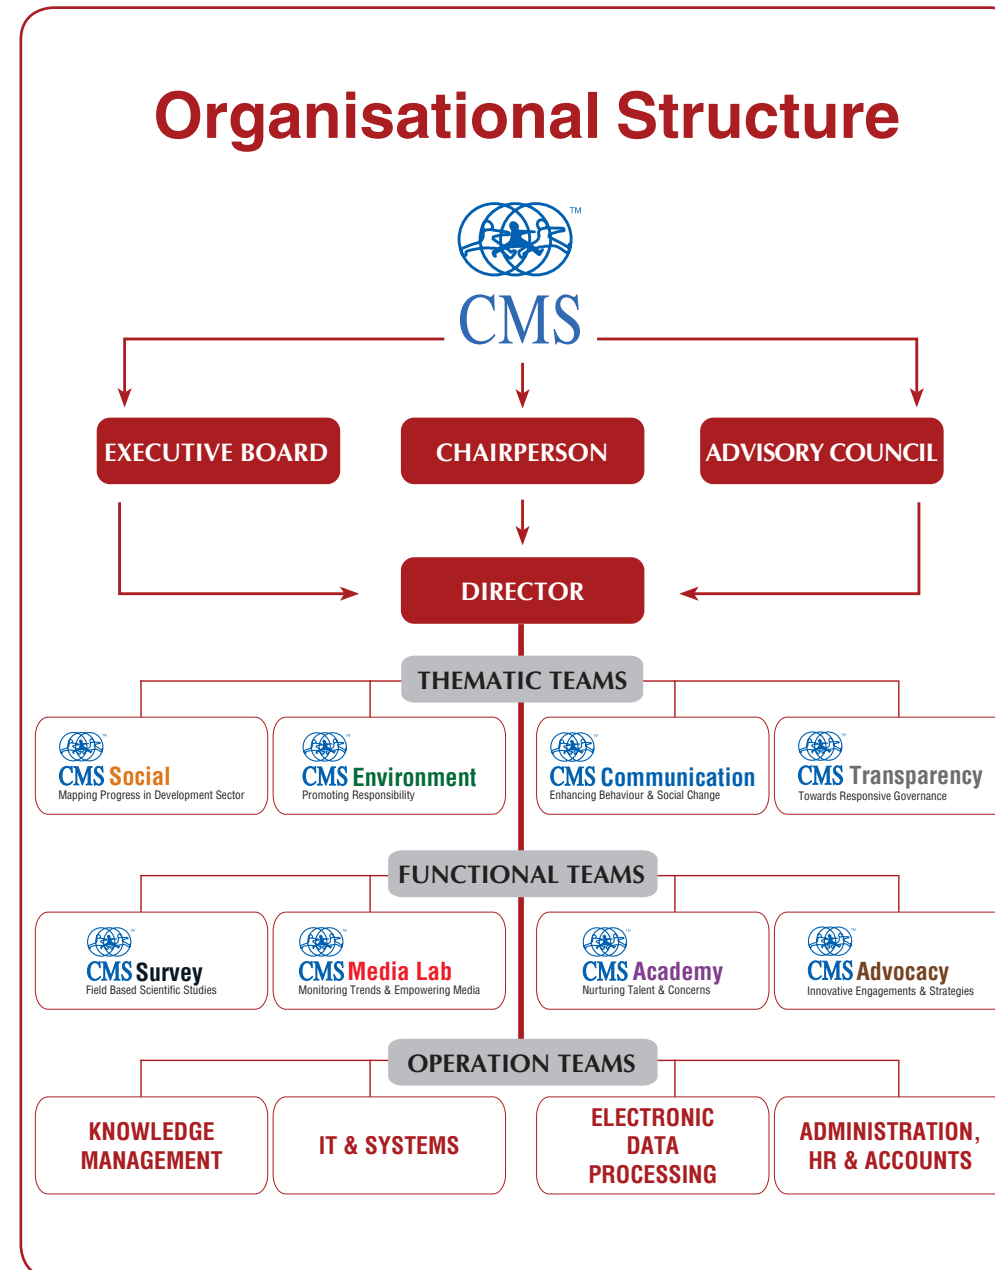 Organisational Structure
TM
CMS
EXECUTIVE BOARD
CHAIRPERSON
ADVISORY COUNCIL
DIRECTOR
THEMATIC TEAMS
CMS Social
Mapping Progress in Development Sector
CMS Environment
Promoting Responsibility
CMS Communication
Enhancing Behaviour & Social Change
CMS Transparency
Towards Responsive Governance
FUNCTIONAL TEAMS
CMS Survey
Field Based Scientific Studies
CMS Media Lab
Monitoring Trends & Empowering Media
CMS Academy
Nurturing Talent & Concerns
CMS Advocacy
Innovative Engagements & Strategies
OPERATION TEAMS
KNOWLEDGE
MANAGEMENT
IT & SYSTEMS
ELECTRONIC
DATA
PROCESSING
ADMINISTRATION,
HR & ACCOUNTS